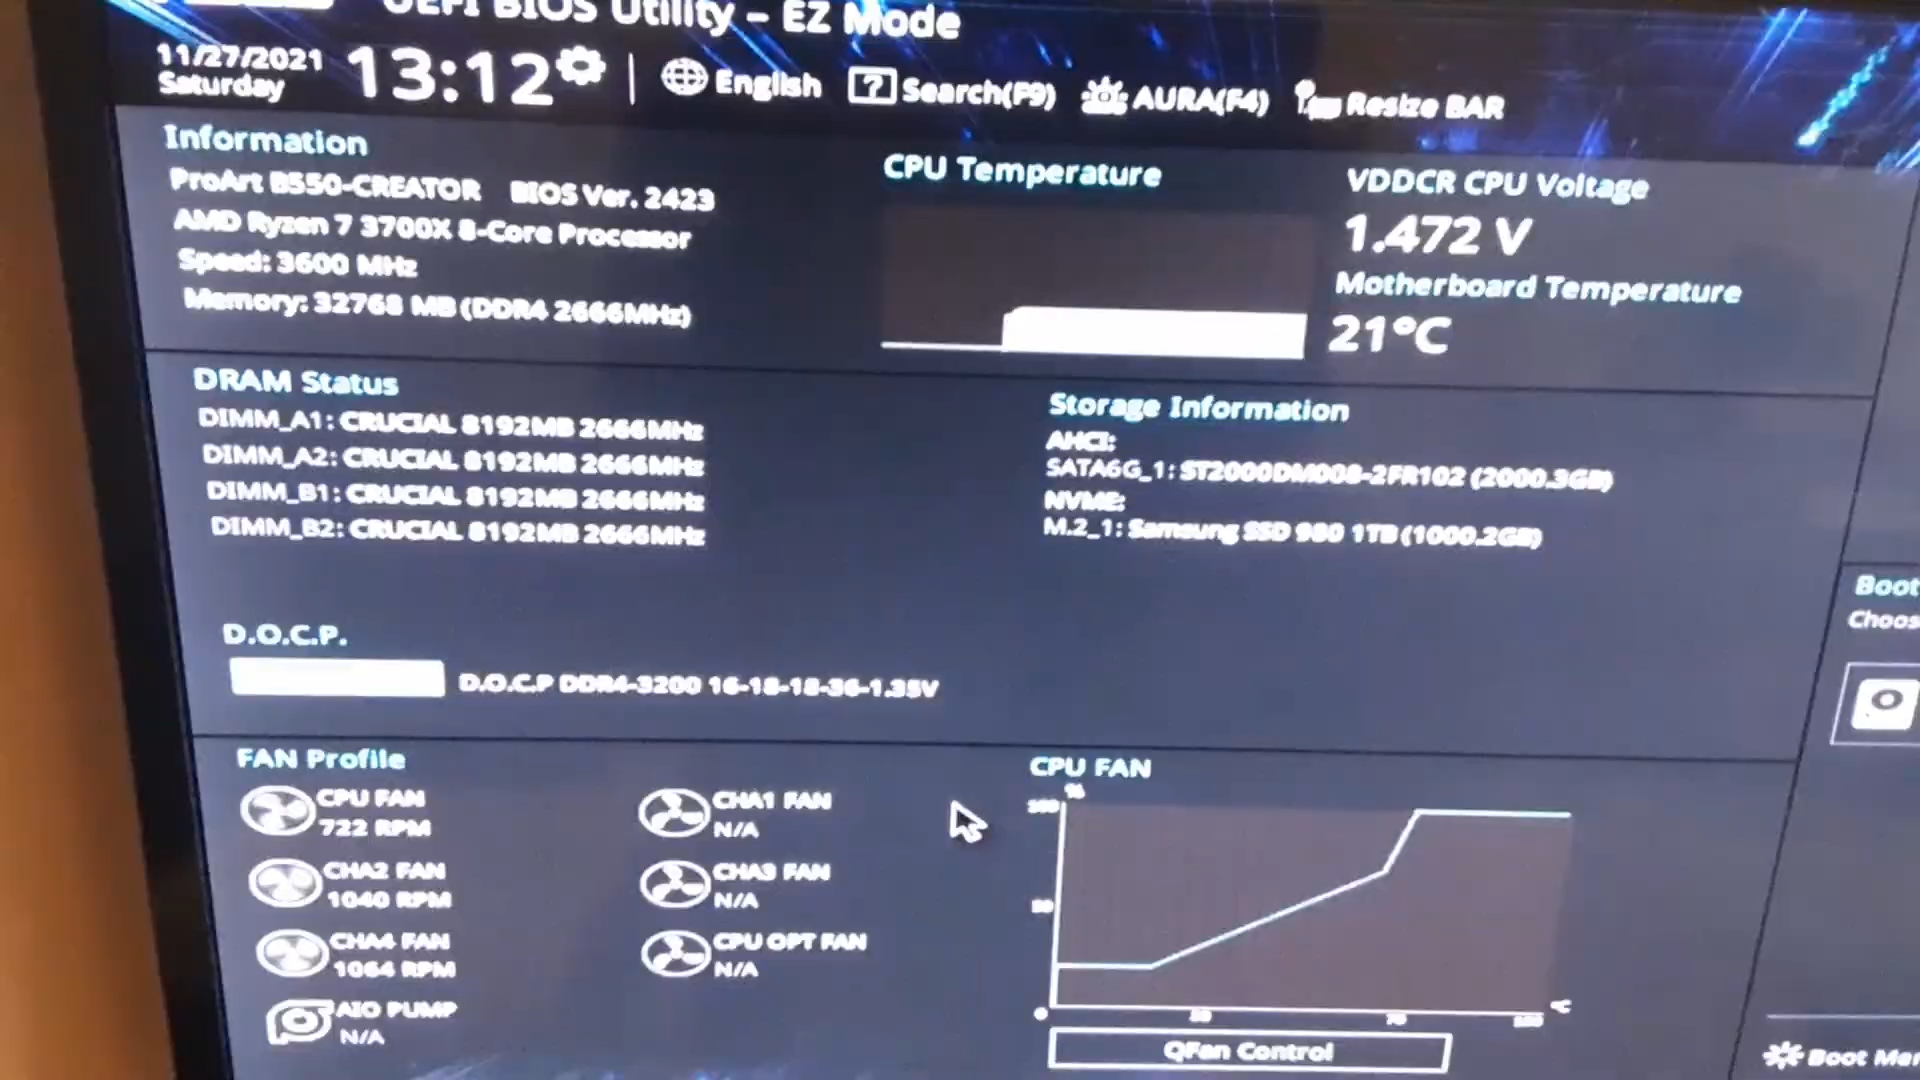 UEFI BIOS Utility – EZ Mode
11/27/2021
Saturday
13:12
English
Search(F9)
AURA(F4)
Resize BAR
Information
ProArt B550-CREATOR BIOS Ver. 2423
AMD Ryzen 7 3700X 8-Core Processor
Speed: 3600 MHz
Memory: 32768 MB (DDR4 2666MHz)
CPU Temperature
VDDCR CPU Voltage
1.472 V
Motherboard Temperature
21°C
DRAM Status
DIMM_A1: CRUCIAL 8192MB 2666MHz
DIMM_A2: CRUCIAL 8192MB 2666MHz
DIMM_B1: CRUCIAL 8192MB 2666MHz
DIMM_B2: CRUCIAL 8192MB 2666MHz
Storage Information
AHCI:
SATA6G_1: ST2000DM008-2FR102 (2000.3GB)
NVME:
M.2_1: Samsung SSD 980 1TB (1000.2GB)
D.O.C.P.
D.O.C.P DDR4-3200 16-18-18-36-1.35V
Boot
FAN Profile
CPU FAN
722 RPM
CHA1 FAN
N/A
CHA2 FAN
1040 RPM
CHA3 FAN
N/A
CHA4 FAN
1064 RPM
CPU OPT FAN
N/A
AIO PUMP
N/A
CPU FAN
%
100
50
0
70
100
°C
QFan Control